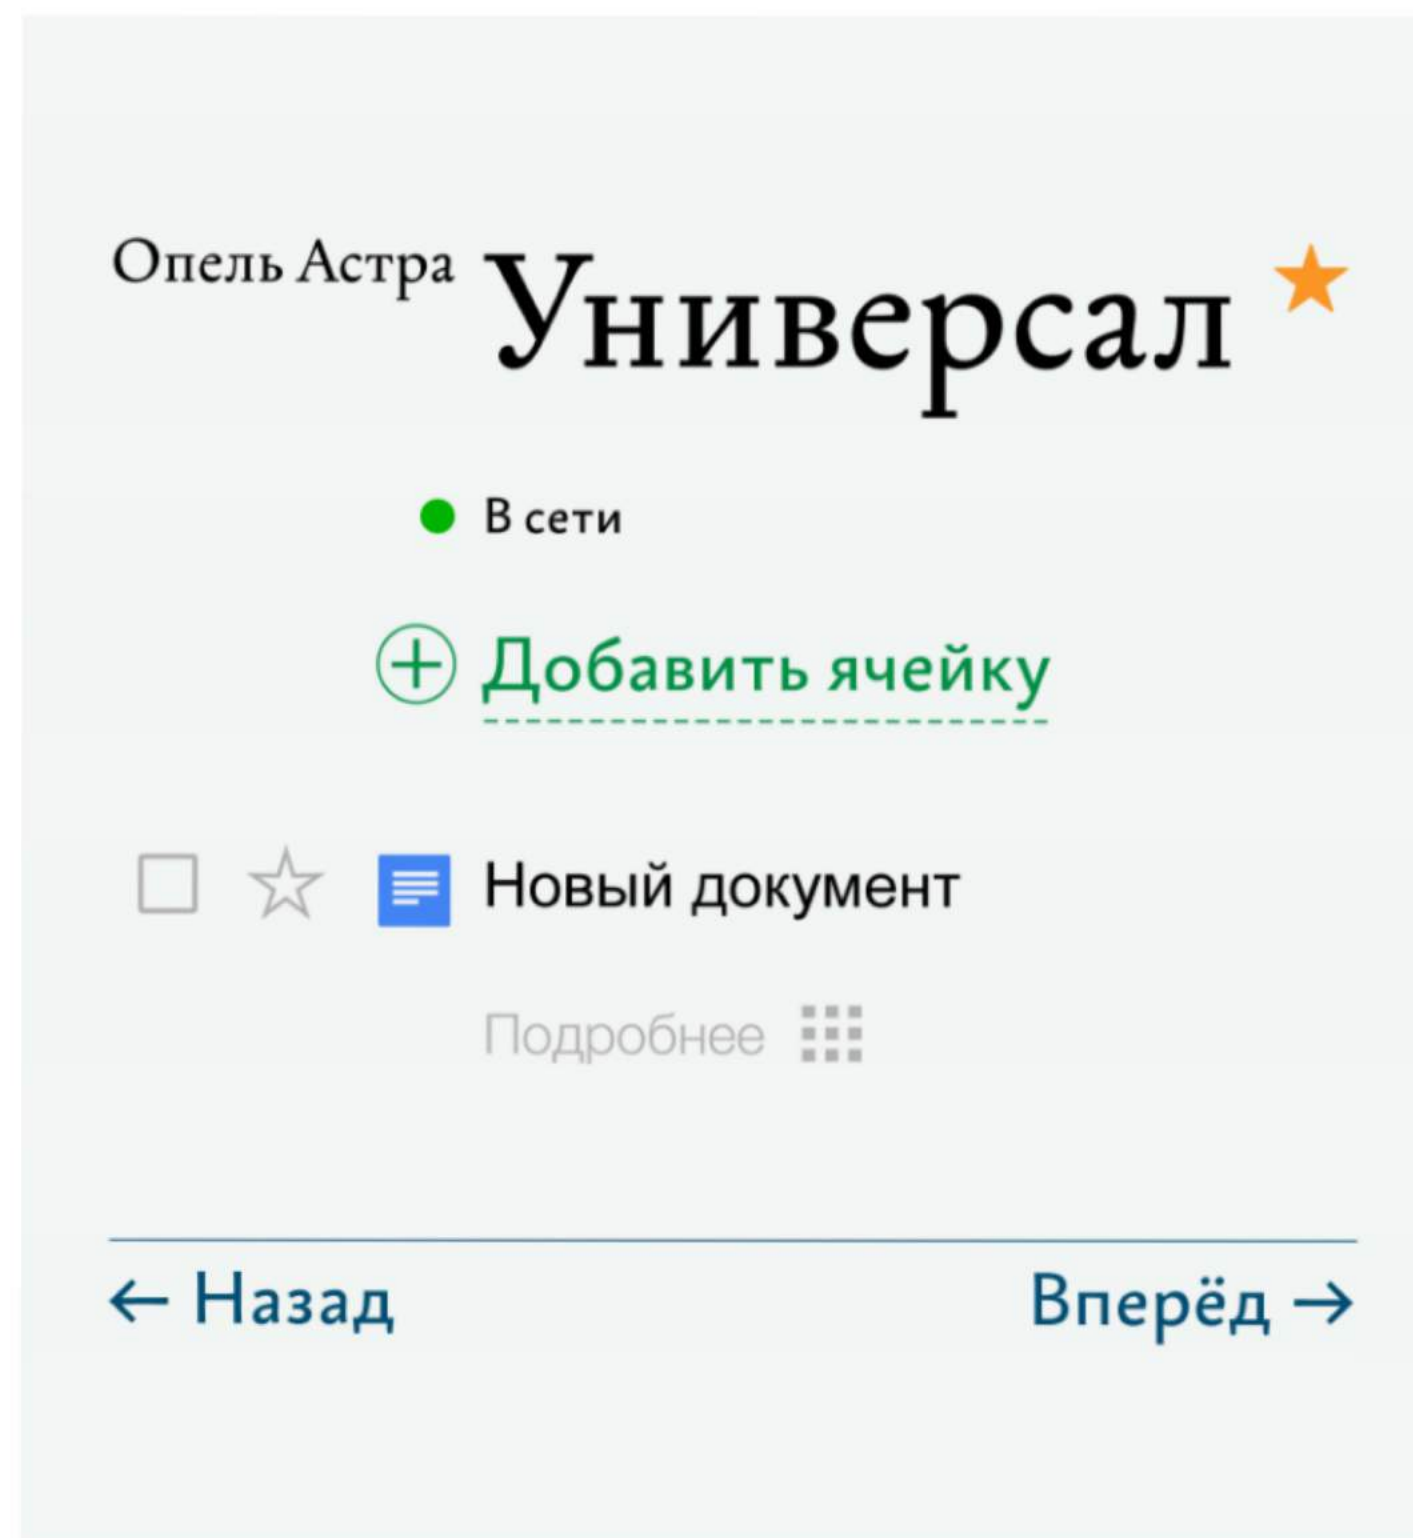 Опель Астра Универсал
В сети
Добавить ячейку
Новый документ
Подробнее
← Назад
Вперёд →